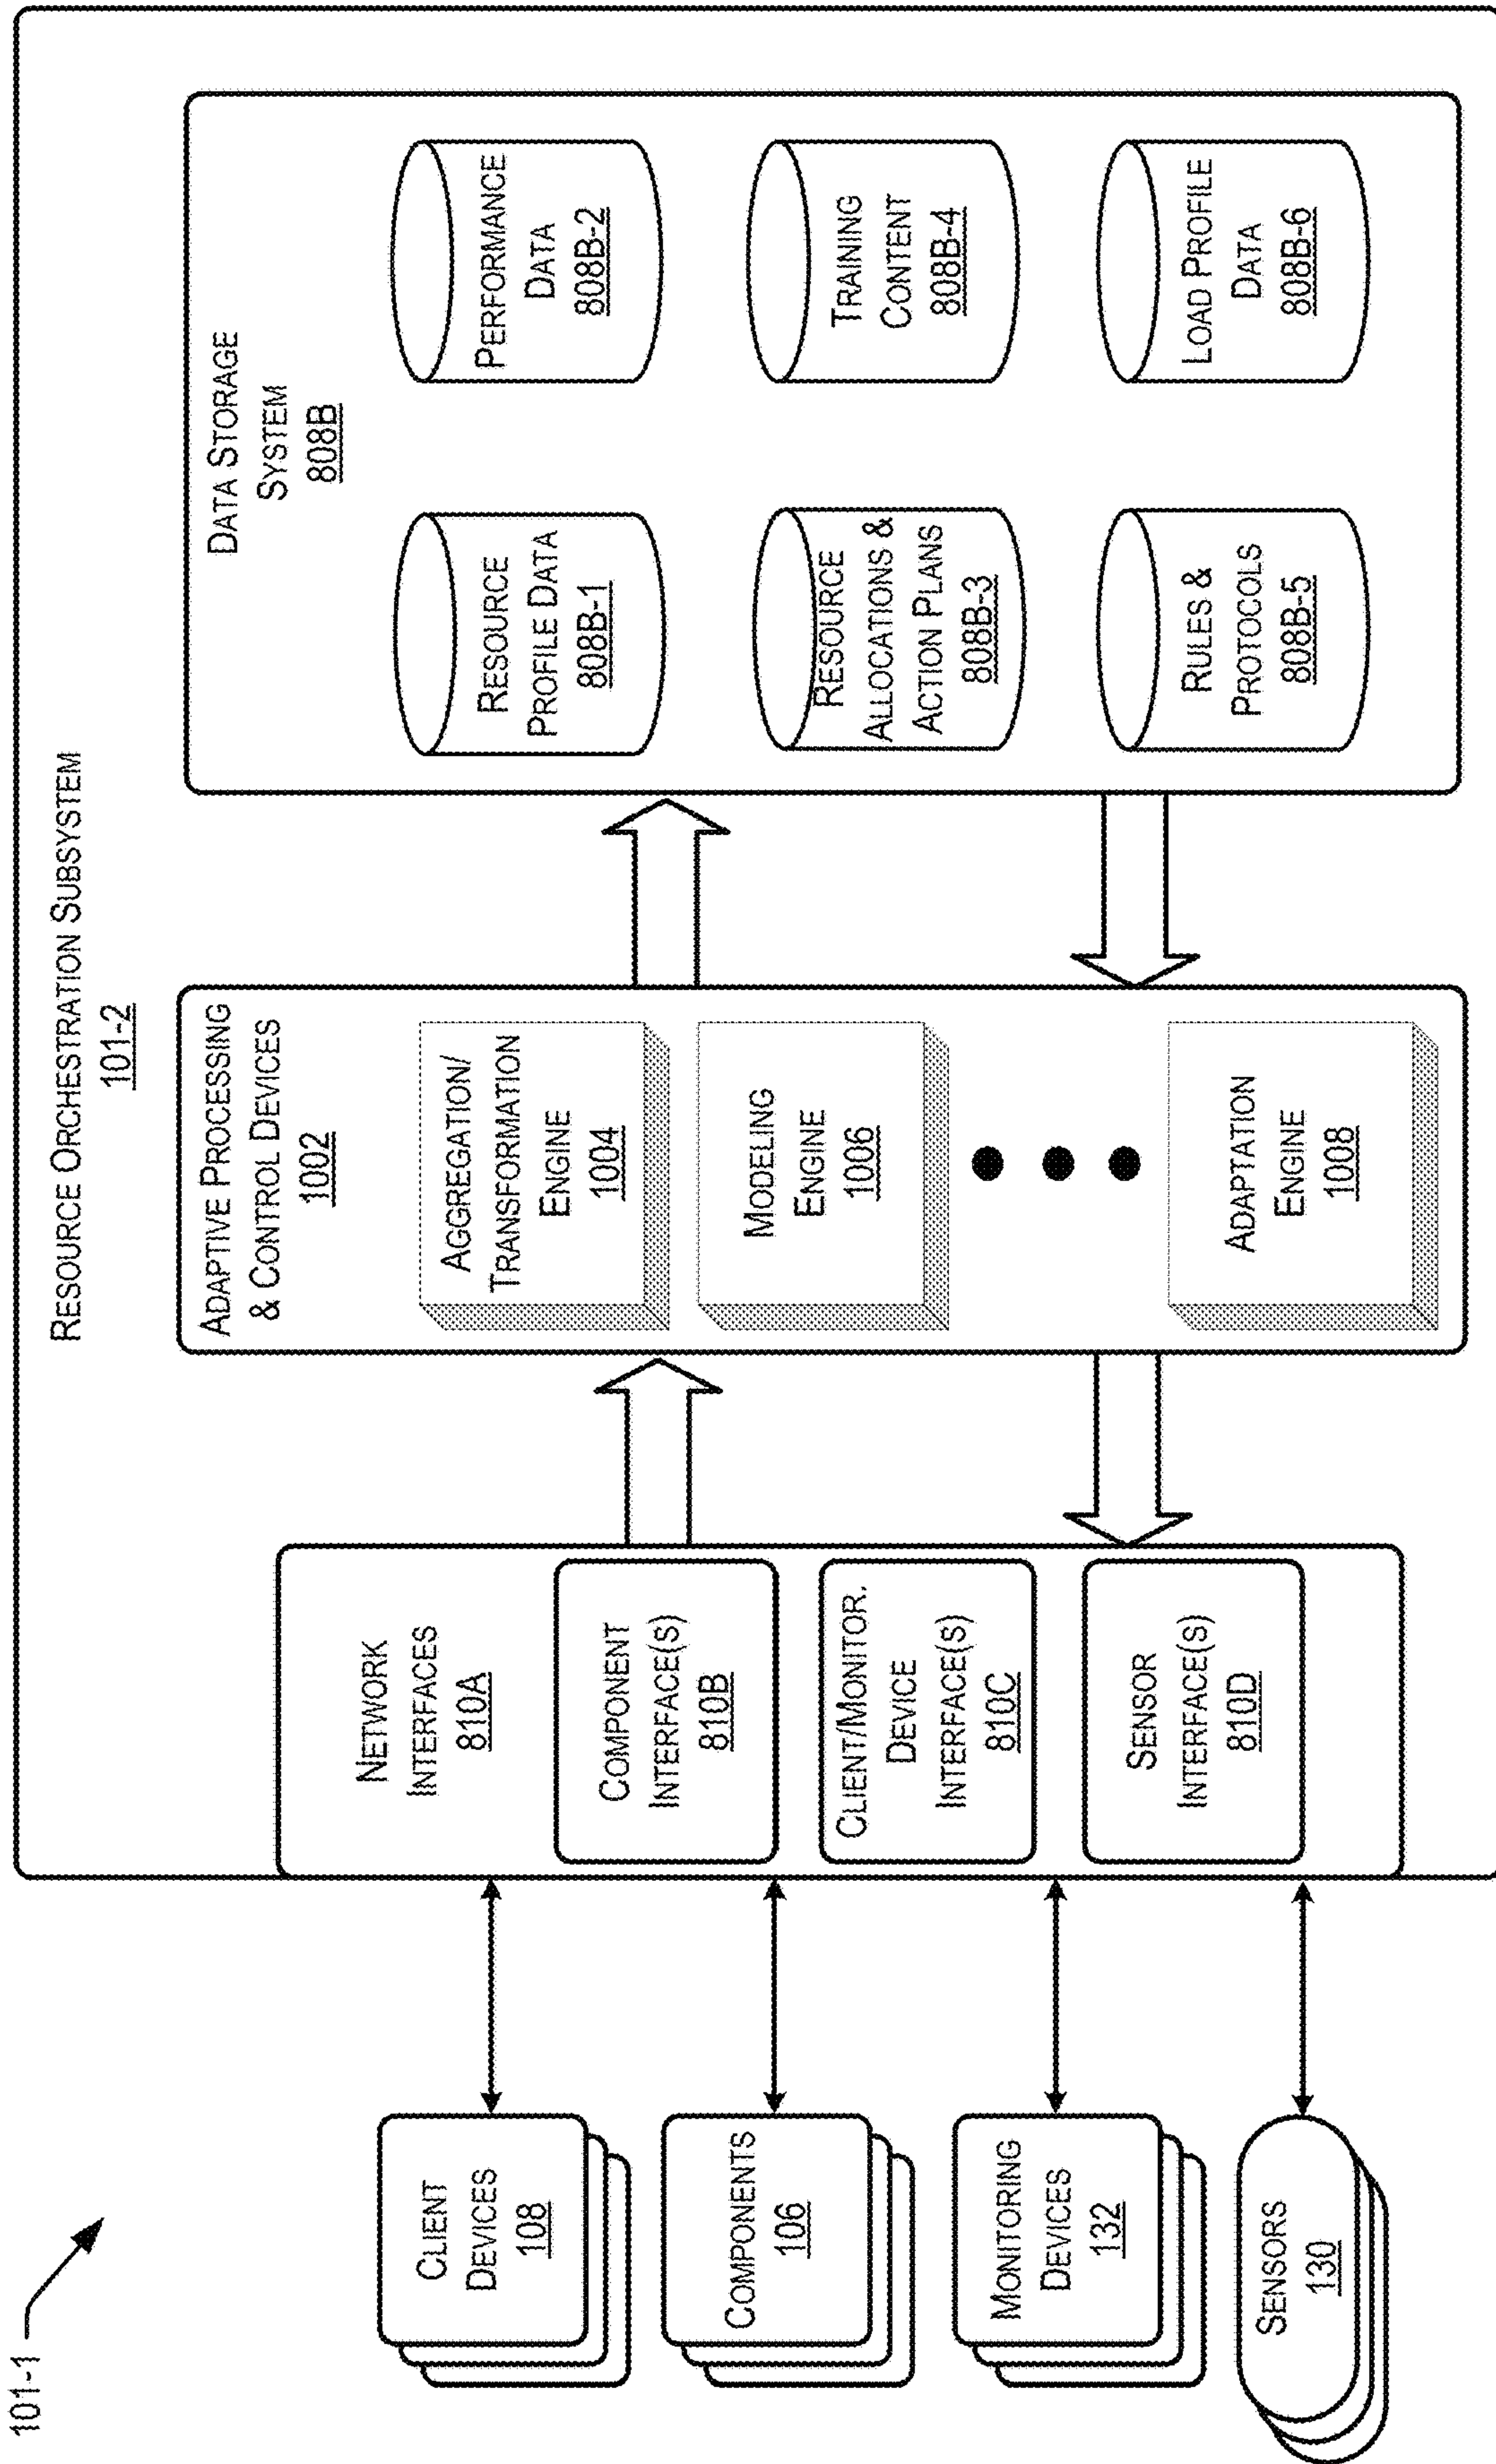 101-1
RESOURCE ORCHESTRATION SUBSYSTEM
101-2
CLIENT
DEVICES
108
COMPONENTS
106
MONITORING
DEVICES
132
SENSORS
130
NETWORK
INTERFACES
810A
COMPONENT
INTERFACE(S)
810B
CLIENT/MONITOR.
DEVICE
INTERFACE(S)
810C
SENSOR
INTERFACE(S)
810D
ADAPTIVE PROCESSING
& CONTROL DEVICES
1002
AGGREGATION/
TRANSFORMATION
ENGINE
1004
MODELING
ENGINE
1006
ADAPTATION
ENGINE
1008
DATA STORAGE
SYSTEM
808B
RESOURCE
PROFILE DATA
808B-1
PERFORMANCE
DATA
808B-2
RESOURCE
ALLOCATIONS &
ACTION PLANS
808B-3
TRAINING
CONTENT
808B-4
RULES &
PROTOCOLS
808B-5
LOAD PROFILE
DATA
808B-6